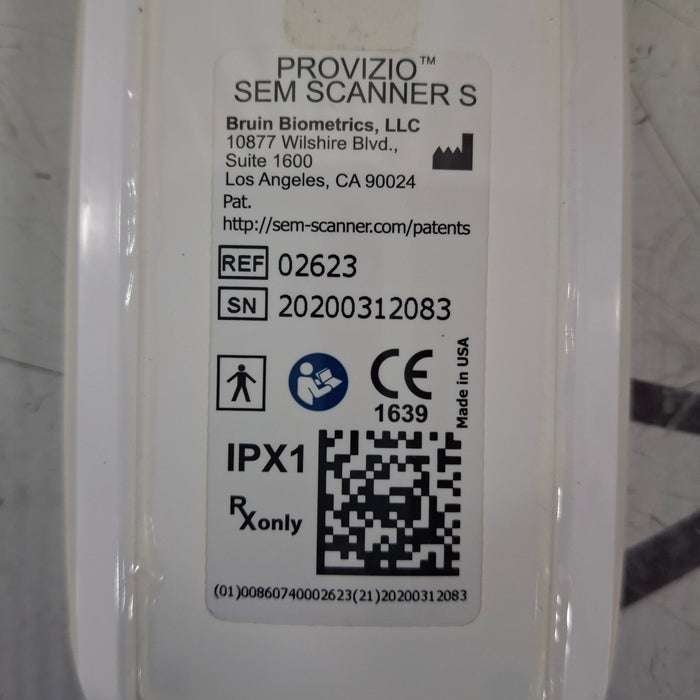 PROVIZIO™
SEM SCANNER S
Bruin Biometrics, LLC
10877 Wilshire Blvd.,
Suite 1600
Los Angeles, CA 90024
Pat.
http://sem-scanner.com/patents
REF 02623
SN 20200312083
CE
1639
Made in USA
IPX1
Rx only
(01)00860740002623(21)20200312083